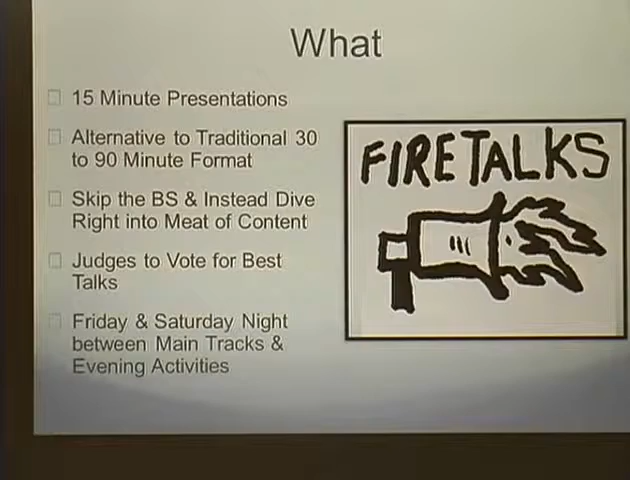 What
15 Minute Presentations
Alternative to Traditional 30
to 90 Minute Format
Skip the BS & Instead Dive
Right into Meat of Content
Judges to Vote for Best
Talks
Friday & Saturday Night
between Main Tracks &
Evening Activities
FIRETALKS